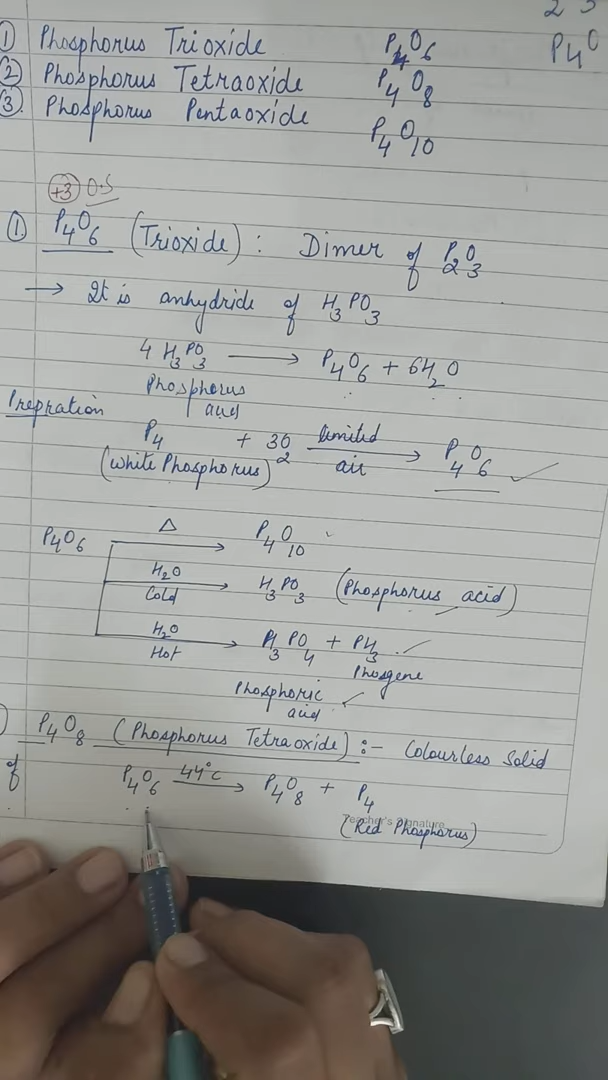 2 3
① Phosphorus Trioxide P4O6 P4O
② Phosphorus Tetraoxide P4O8
③ Phosphorus Pentaoxide P4O10
+3 O.S
① P4O6 (Trioxide) : Dimer of P2O3
→ It is anhydride of H3PO3
4 H3PO3 → P4O6 + 6H2O
Phosphorus
acid
Prepration
P4 + 3O2 limited air → P4O6
(White Phosphorus)
P4O6 Δ → P4O10
H2O Cold → H3PO3 (Phosphorus acid)
H2O Hot → H3PO4 + PH3
Phosgene
Phosphoric
acid
P4O8 (Phosphorus Tetraoxide) :- Colourless Solid
of
P4O6 44°C → P4O8 + P4
Teacher's Signature
(Red Phosphorus)